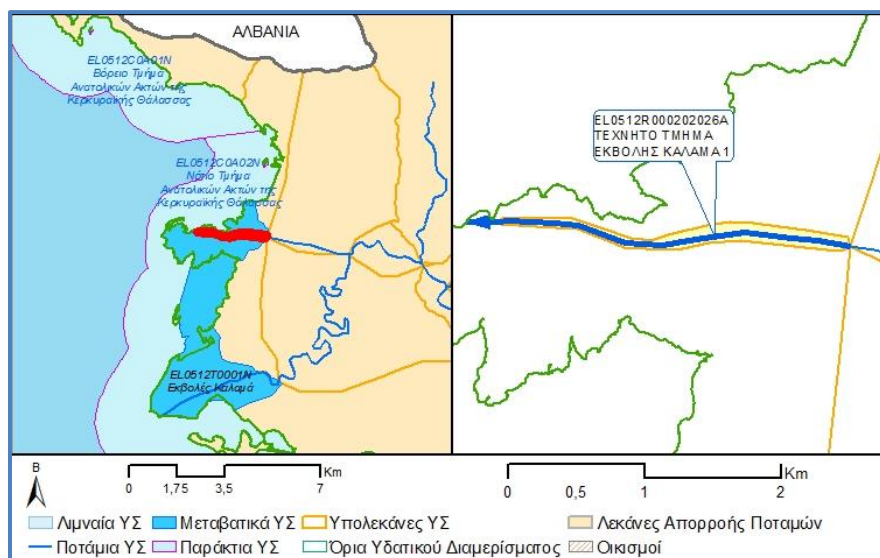 ΑΛΒΑΝΙΑ
EL0512C0A01N
Βόρειο Τμήμα
Ανατολικών Ακτών της
Κερκυραϊκής Θάλασσας
EL0512C0A02N
Νότιο Τμήμα
Ανατολικών Ακτών της
Κερκυραϊκής Θάλασσας
EL0512T0001N
Εκβολές Καλαμά
EL0512R000202026A
ΤΕΧΝΗΤΟ ΤΜΗΜΑ
ΕΚΒΟΛΗΣ ΚΑΛΑΜΑ 1
Β
0 1,75 3,5 7 Km
0 0,5 1 2 Km
Λιμναία ΥΣ Μεταβατικά ΥΣ Υπολεκάνες ΥΣ Λεκάνες Απορροής Ποταμών
Ποτάμια ΥΣ Παράκτια ΥΣ Όρια Υδατικού Διαμερίσματος Οικισμοί